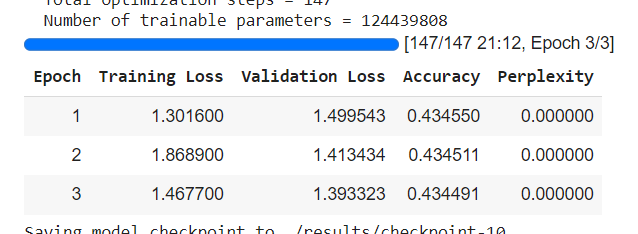 Total optimization steps = 147
Number of trainable parameters = 124439808
[147/147 21:12, Epoch 3/3]
Epoch Training Loss Validation Loss Accuracy Perplexity
1 1.301600 1.499543 0.434550 0.000000
2 1.868900 1.413434 0.434511 0.000000
3 1.467700 1.393323 0.434491 0.000000
Saving model checkpoint to ./results/checkpoint-10